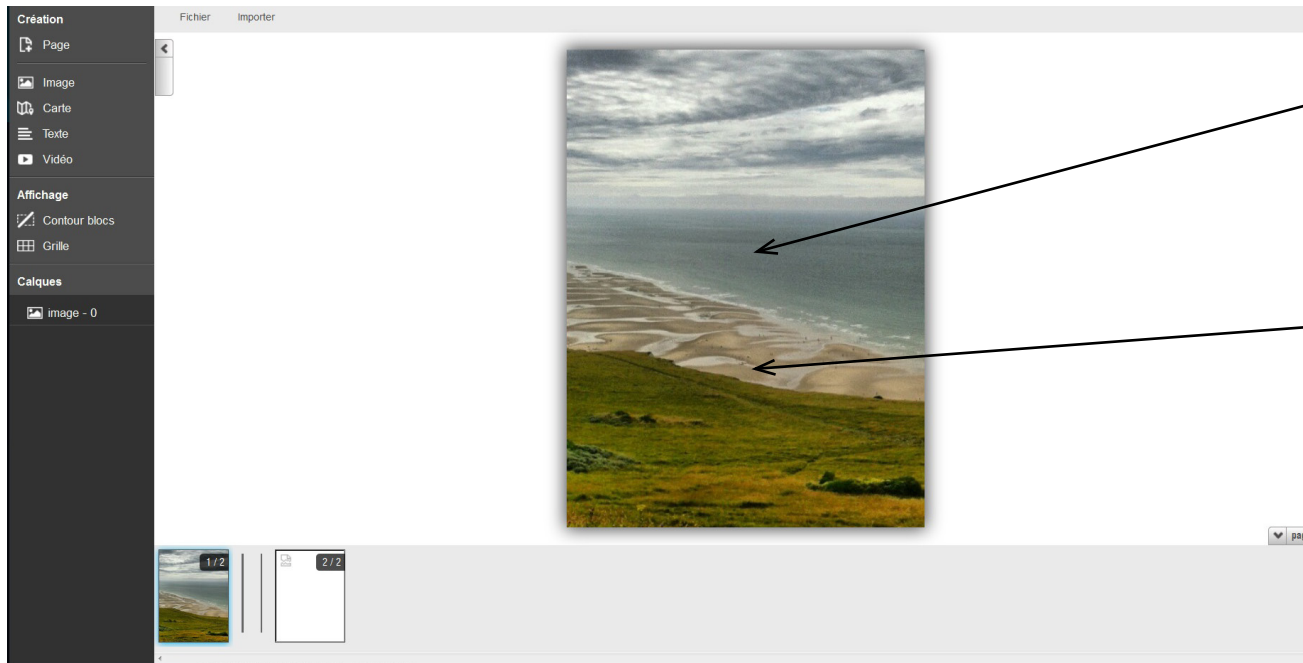 Création
Fichier
Importer
Page
Image
Carte
Texte
Vidéo
Affichage
Contour blocs
Grille
Calques
image - 0
1 / 2
2 / 2